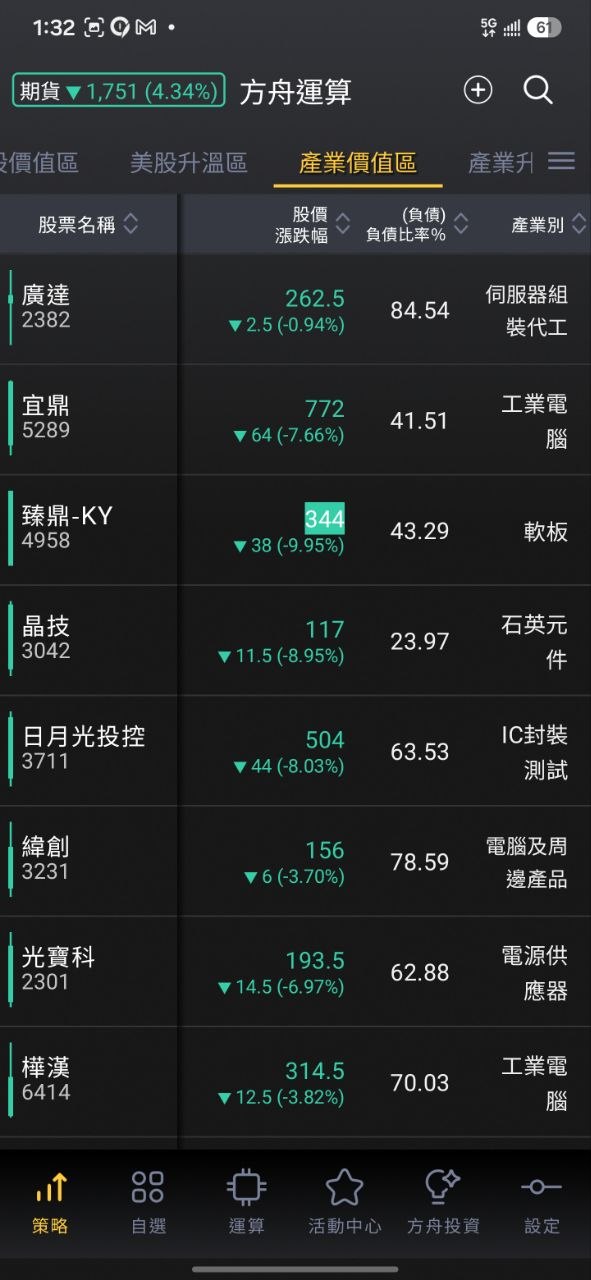 1:32
5G
61
期貨▼1,751 (4.34%) 方舟運算
股價值區 美股升溫區 產業價值區 產業升
股票名稱 股價 漲跌幅 (負債) 負債比率% 產業別
廣達
2382
262.5
▼2.5 (-0.94%)
84.54
伺服器組
裝代工
宜鼎
5289
772
▼64 (-7.66%)
41.51
工業電
腦
臻鼎-KY
4958
344
▼38 (-9.95%)
43.29
軟板
晶技
3042
117
▼11.5 (-8.95%)
23.97
石英元
件
日月光投控
3711
504
▼44 (-8.03%)
63.53
IC封裝
測試
緯創
3231
156
▼6 (-3.70%)
78.59
電腦及周
邊產品
光寶科
2301
193.5
▼14.5 (-6.97%)
62.88
電源供
應器
樺漢
6414
314.5
▼12.5 (-3.82%)
70.03
工業電
腦
策略 自選 運算 活動中心 方舟投資 設定